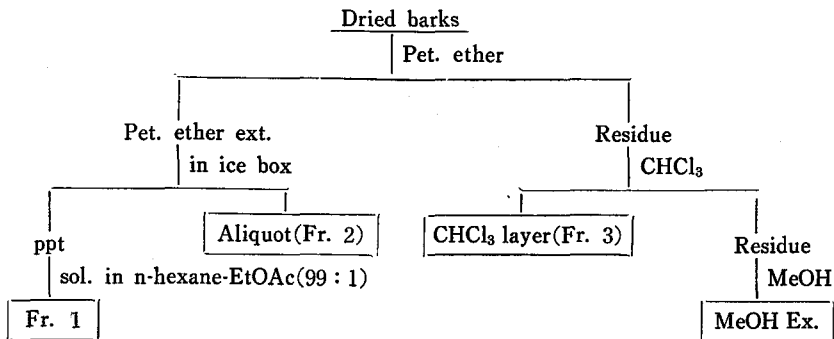 Dried barks
Pet. ether
Pet. ether ext.
in ice box
Residue
CHCl₃
ppt
Aliquot(Fr. 2)
CHCl₃ layer(Fr. 3)
Residue
sol. in n-hexane-EtOAc(99 : 1)
MeOH
Fr. 1
MeOH Ex.